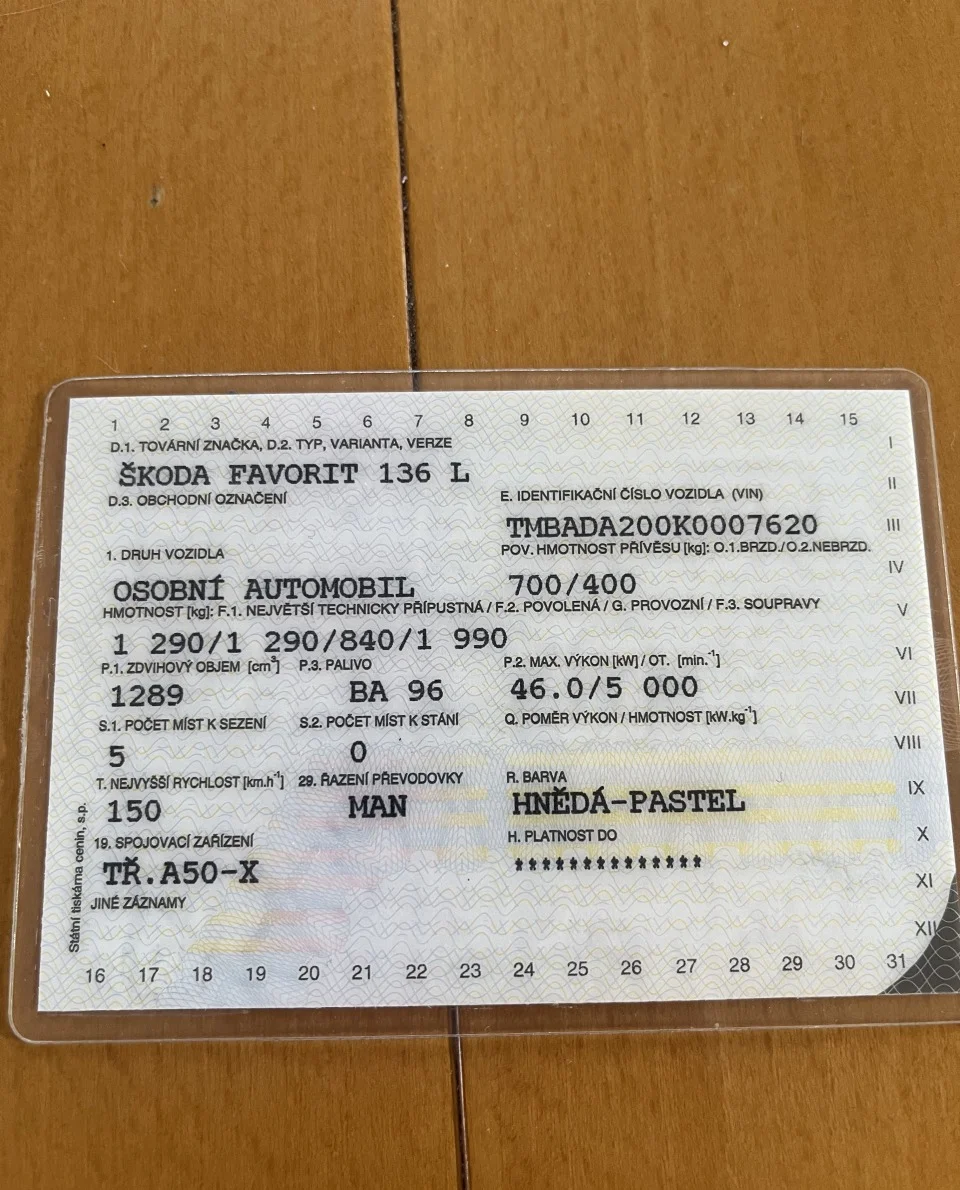 1 2 3 4 5 6 7 8 9 10 11 12 13 14 15
D.1. TOVÁRNÍ ZNAČKA, D.2. TYP, VARIANTA, VERZE
I
ŠKODA FAVORIT 136 L
II
D.3. OBCHODNÍ OZNAČENÍ
E. IDENTIFIKAČNÍ ČÍSLO VOZIDLA (VIN)
TMBADA200K0007620
III
1. DRUH VOZIDLA
POV. HMOTNOST PŘÍVĚSU [kg]: O.1.BRZD./O.2.NEBRZD.
IV
OSOBNÍ AUTOMOBIL
700/400
HMOTNOST [kg]: F.1. NEJVĚTŠÍ TECHNICKY PŘÍPUSTNÁ / F.2. POVOLENÁ / G. PROVOZNÍ / F.3. SOUPRAVY
V
1 290/1 290/840/1 990
VI
P.1. ZDVIHOVÝ OBJEM [cm³] P.3. PALIVO P.2. MAX. VÝKON [kW] / OT. [min.⁻¹]
1289 BA 96 46.0/5 000
VII
S.1. POČET MÍST K SEZENÍ S.2. POČET MÍST K STÁNÍ Q. POMĚR VÝKON / HMOTNOST [kW.kg⁻¹]
VIII
5 0
T. NEJVYŠŠÍ RYCHLOST [km.h⁻¹] 29. ŘAZENÍ PŘEVODOVKY R. BARVA
IX
150 MAN HNĚDÁ-PASTEL
19. SPOJOVACÍ ZAŘÍZENÍ H. PLATNOST DO
X
TŘ.A50-X **************
XI
JINÉ ZÁZNAMY
XII
Státní tiskárna cenin, s.p.
16 17 18 19 20 21 22 23 24 25 26 27 28 29 30 31